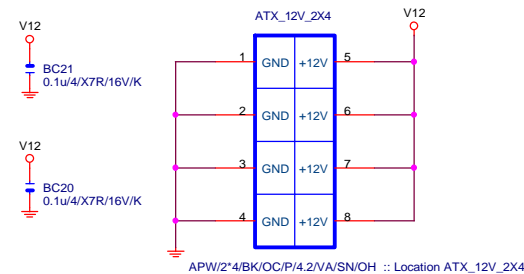 ATX_12V_2X4
V12
V12
BC21
0.1u/4/X7R/16V/K
1 GND +12V 5
2 GND +12V 6
V12
3 GND +12V 7
BC20
0.1u/4/X7R/16V/K
4 GND +12V 8
APW/2*4/BK/OC/P/4.2/VA/SN/OH :: Location ATX_12V_2X4